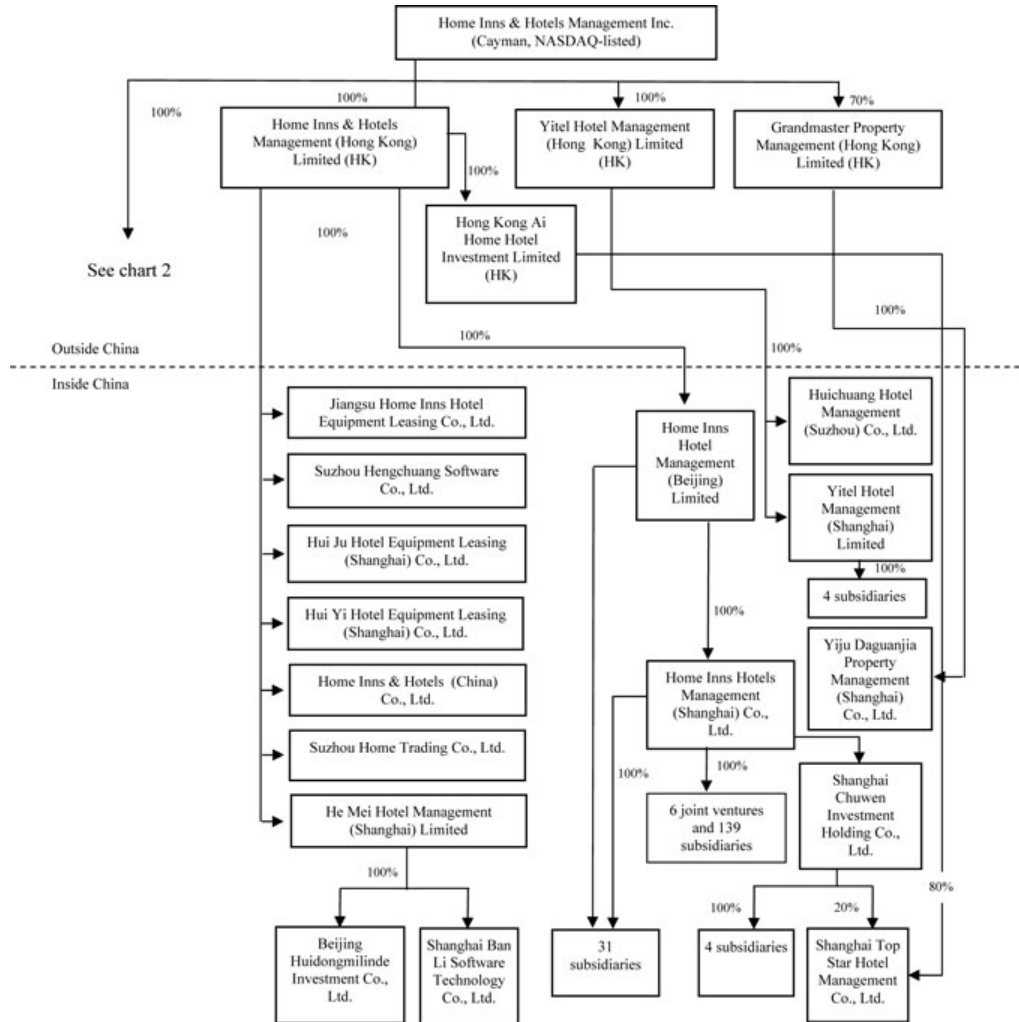 Home Inns & Hotels Management Inc.
(Cayman, NASDAQ-listed)
100%
100%
100%
70%
Home Inns & Hotels
Management (Hong Kong)
Limited (HK)
Yitel Hotel Management
(Hong Kong) Limited
(HK)
Grandmaster Property
Management (Hong Kong)
Limited (HK)
100%
100%
Hong Kong Ai
Home Hotel
Investment Limited
(HK)
See chart 2
100%
100%
100%
Outside China
Inside China
Jiangsu Home Inns Hotel
Equipment Leasing Co., Ltd.
Suzhou Hengchuang Software
Co., Ltd.
Hui Ju Hotel Equipment Leasing
(Shanghai) Co., Ltd.
Hui Yi Hotel Equipment Leasing
(Shanghai) Co., Ltd.
Home Inns & Hotels (China)
Co., Ltd.
Suzhou Home Trading Co., Ltd.
He Mei Hotel Management
(Shanghai) Limited
100%
Beijing
Huidongmilinde
Investment Co.,
Ltd.
Shanghai Ban
Li Software
Technology
Co., Ltd.
Home Inns
Hotel
Management
(Beijing)
Limited
100%
Home Inns Hotels
Management
(Shanghai) Co.,
Ltd.
100%
100%
6 joint ventures
and 139
subsidiaries
31
subsidiaries
Huichuang Hotel
Management
(Suzhou) Co., Ltd.
Yitel Hotel
Management
(Shanghai)
Limited
100%
4 subsidiaries
Yiju Daguanjia
Property
Management
(Shanghai)
Co., Ltd.
Shanghai
Chuwen
Investment
Holding Co.,
Ltd.
100%
20%
80%
4 subsidiaries
Shanghai Top
Star Hotel
Management
Co., Ltd.